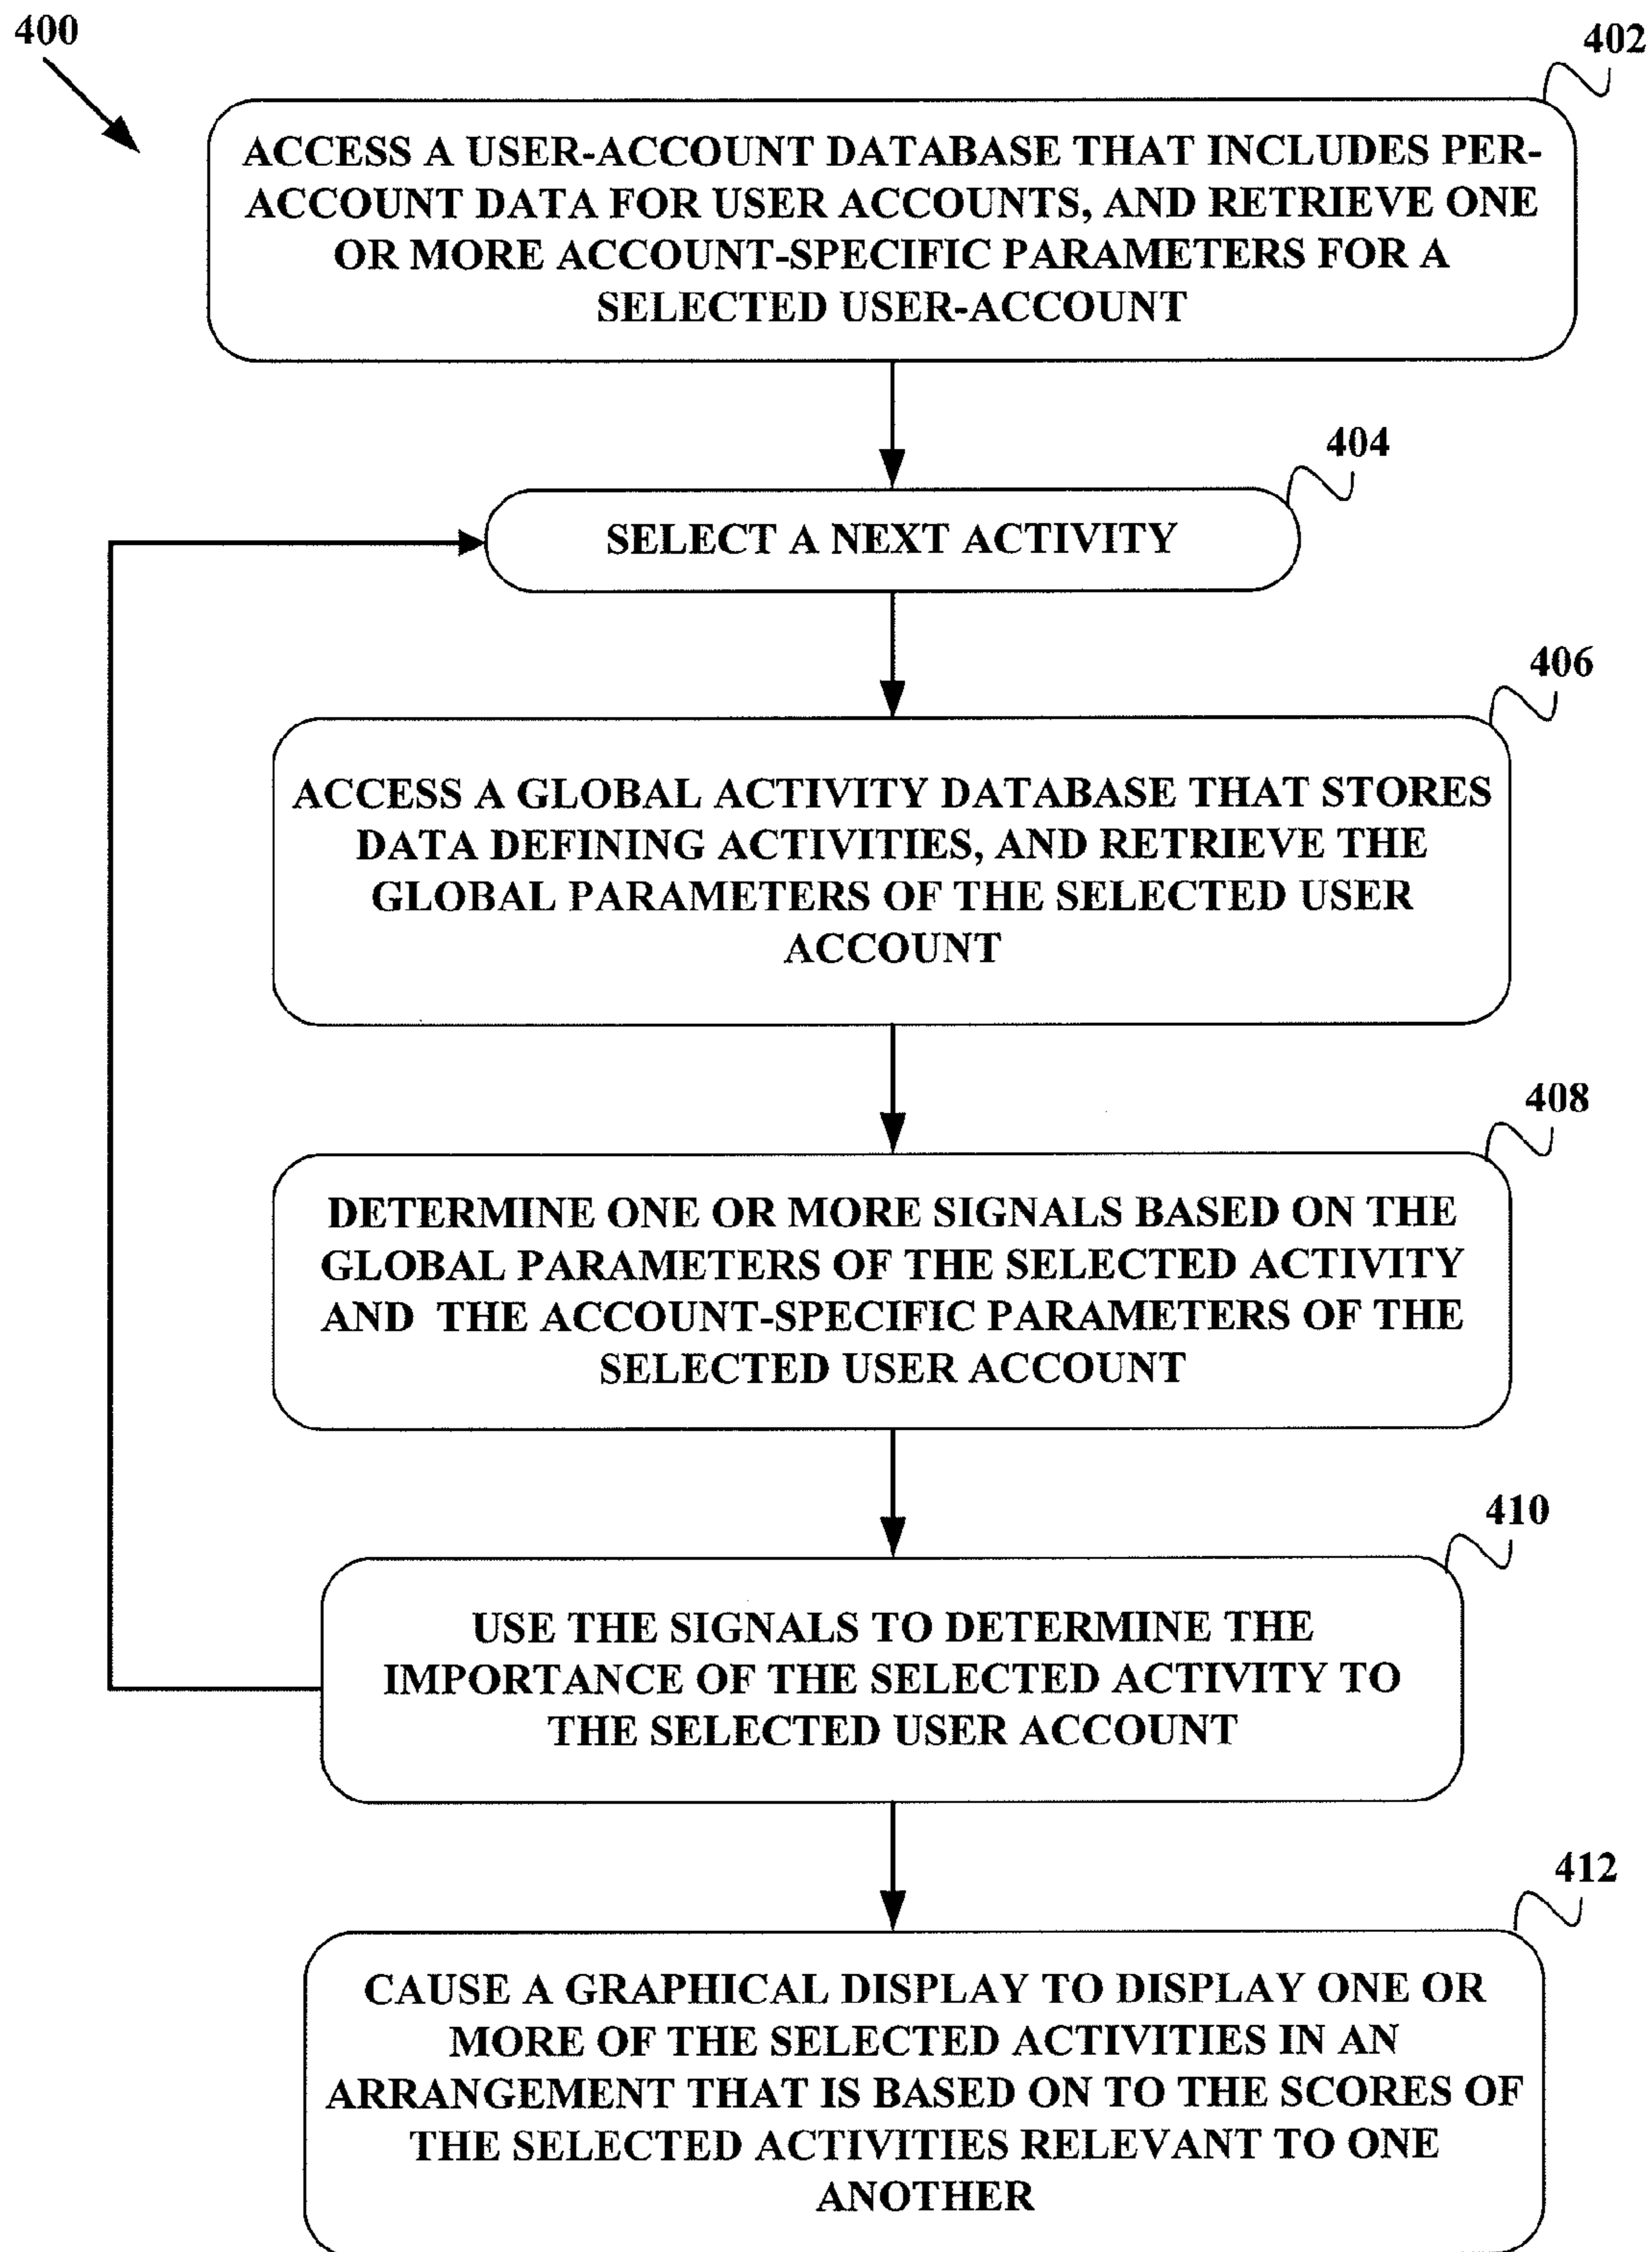 400
402
ACCESS A USER-ACCOUNT DATABASE THAT INCLUDES PER-
ACCOUNT DATA FOR USER ACCOUNTS, AND RETRIEVE ONE
OR MORE ACCOUNT-SPECIFIC PARAMETERS FOR A
SELECTED USER-ACCOUNT
404
SELECT A NEXT ACTIVITY
406
ACCESS A GLOBAL ACTIVITY DATABASE THAT STORES
DATA DEFINING ACTIVITIES, AND RETRIEVE THE
GLOBAL PARAMETERS OF THE SELECTED USER
ACCOUNT
408
DETERMINE ONE OR MORE SIGNALS BASED ON THE
GLOBAL PARAMETERS OF THE SELECTED ACTIVITY
AND THE ACCOUNT-SPECIFIC PARAMETERS OF THE
SELECTED USER ACCOUNT
410
USE THE SIGNALS TO DETERMINE THE
IMPORTANCE OF THE SELECTED ACTIVITY TO
THE SELECTED USER ACCOUNT
412
CAUSE A GRAPHICAL DISPLAY TO DISPLAY ONE OR
MORE OF THE SELECTED ACTIVITIES IN AN
ARRANGEMENT THAT IS BASED ON TO THE SCORES OF
THE SELECTED ACTIVITIES RELEVANT TO ONE
ANOTHER